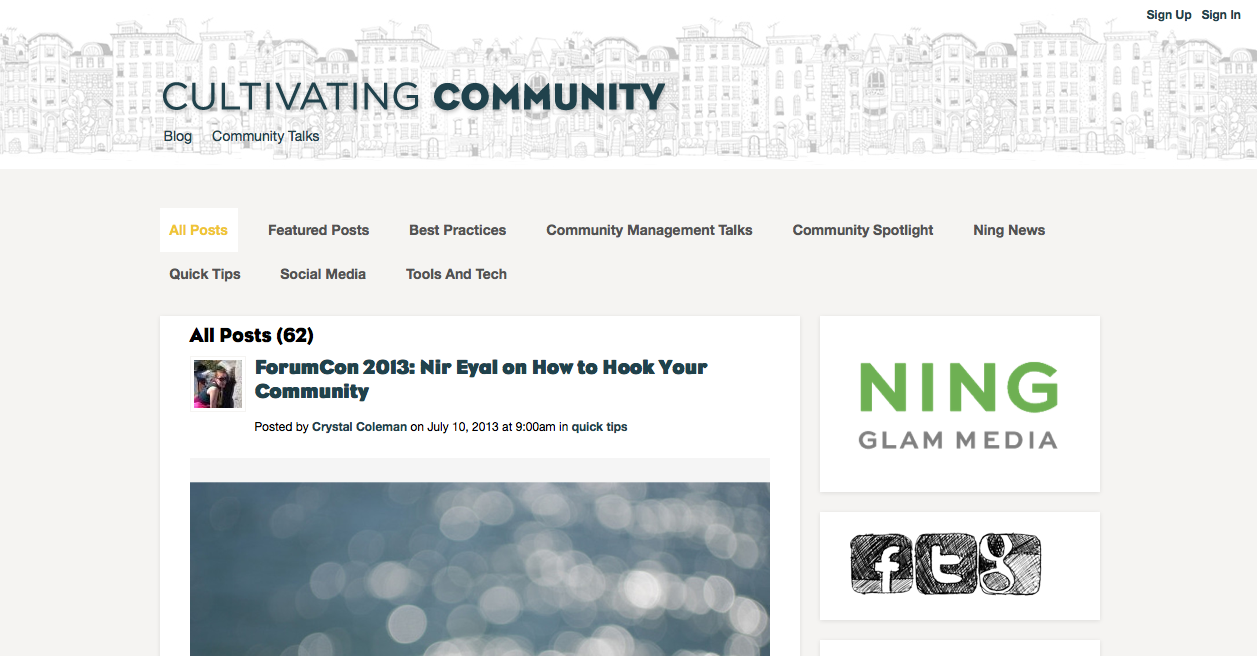 Sign Up Sign In
CULTIVATING COMMUNITY
Blog Community Talks
All Posts Featured Posts Best Practices Community Management Talks Community Spotlight Ning News
Quick Tips Social Media Tools And Tech
All Posts (62)
ForumCon 2013: Nir Eyal on How to Hook Your
Community
Posted by Crystal Coleman on July 10, 2013 at 9:00am in quick tips
NING
GLAM MEDIA
f t g